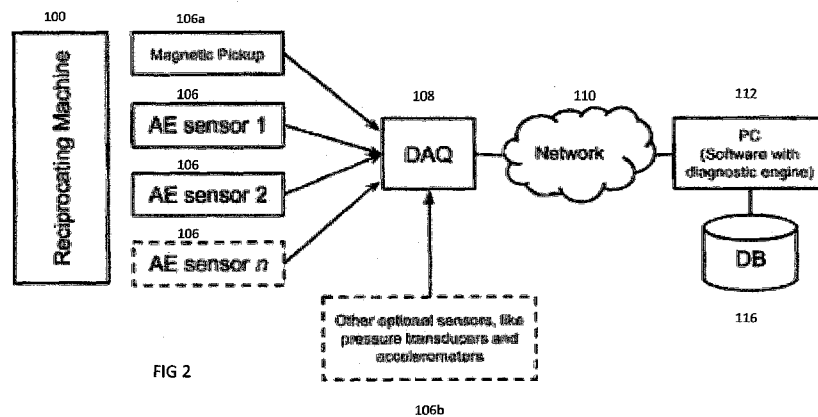 100
106a
Reciprocating Machine
Magnetic Pickup
106
AE sensor 1
106
AE sensor 2
106
AE sensor n
108
DAQ
110
Network
112
PC
(Software with
diagnostic engine)
DB
116
Other optional sensors, like
pressure transducers and
accelerometers
106b
FIG 2